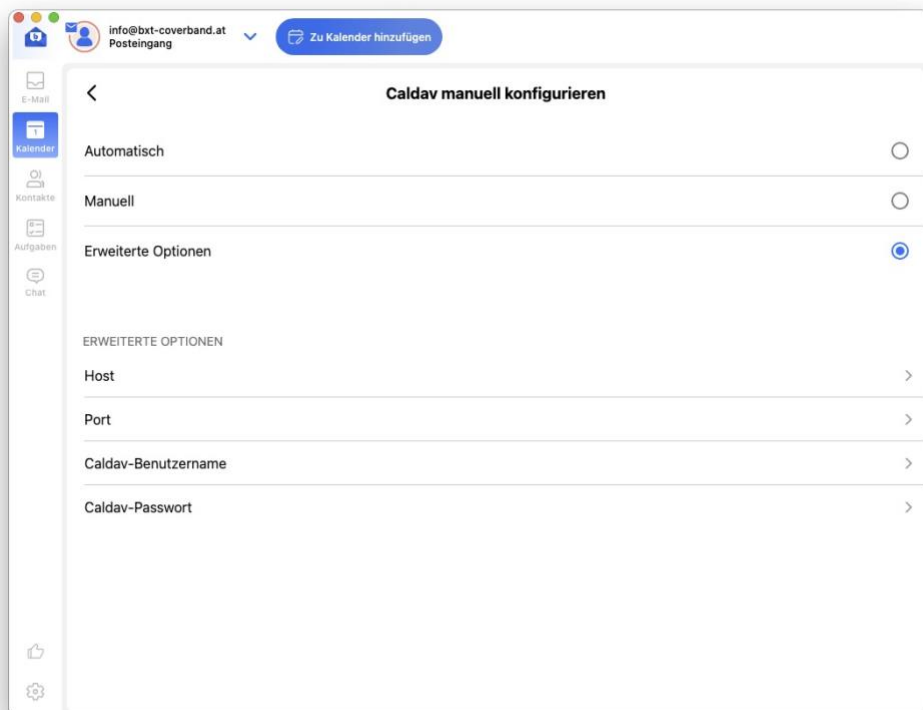 info@bxt-coverband.at
Posteingang
Zu Kalender hinzufügen
E-Mail
1
Kalender
Kontakte
Aufgaben
Chat
Caldav manuell konfigurieren
Automatisch
Manuell
Erweiterte Optionen
ERWEITERTE OPTIONEN
Host
Port
Caldav-Benutzername
Caldav-Passwort